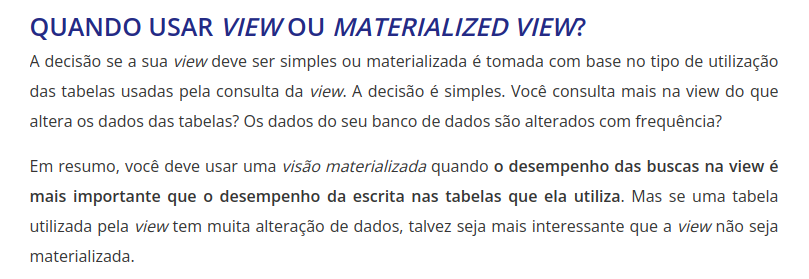 QUANDO USAR VIEW OU MATERIALIZED VIEW?
A decisão se a sua view deve ser simples ou materializada é tomada com base no tipo de utilização
das tabelas usadas pela consulta da view. A decisão é simples. Você consulta mais na view do que
altera os dados das tabelas? Os dados do seu banco de dados são alterados com frequência?
Em resumo, você deve usar uma visão materializada quando o desempenho das buscas na view é
mais importante que o desempenho da escrita nas tabelas que ela utiliza. Mas se uma tabela
utilizada pela view tem muita alteração de dados, talvez seja mais interessante que a view não seja
materializada.